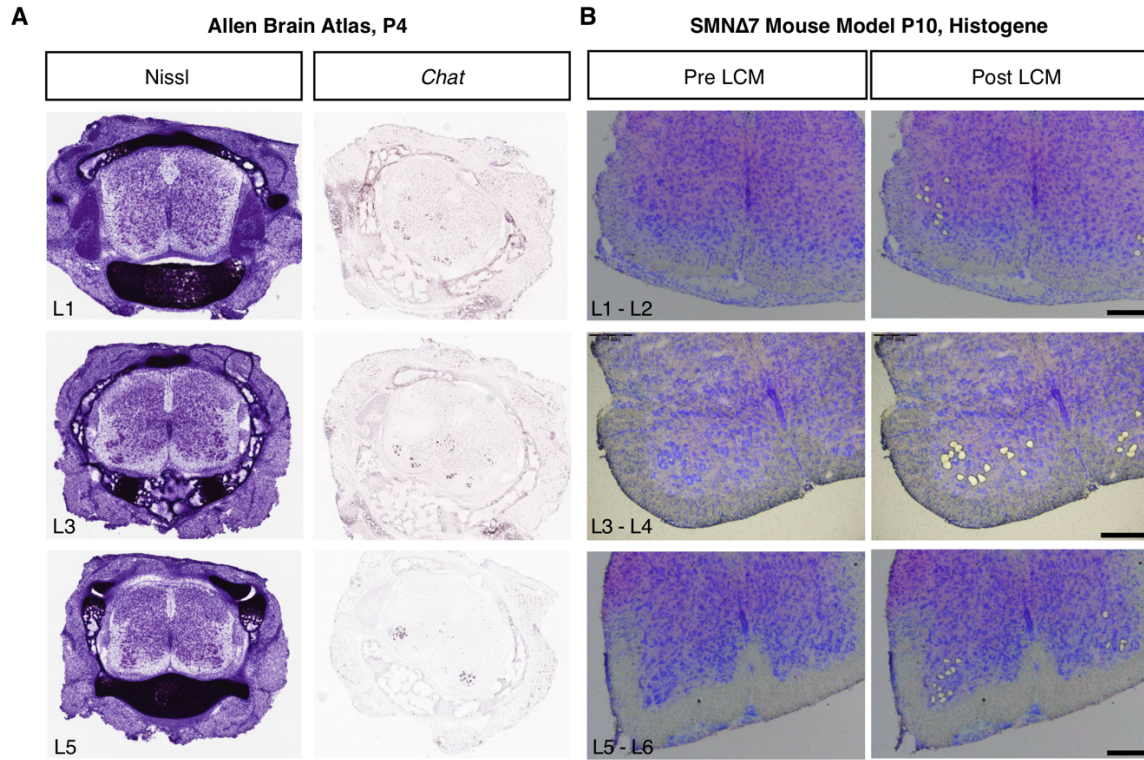 A
Allen Brain Atlas, P4
B
SMNΔ7 Mouse Model P10, Histogene
Nissl
Chat
Pre LCM
Post LCM
L1
L1 - L2
L3
L3 - L4
L5
L5 - L6